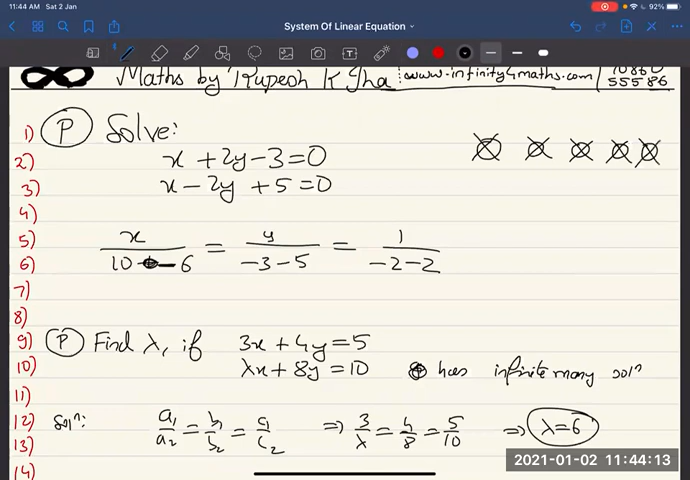 11:44 AM Sat 2 Jan 92%
System Of Linear Equation
Maths by Rupesh K Jha www.infinity4maths.com
55586
1) P Solve:
2) x + 2y - 3 = 0
3) x - 2y + 5 = 0
4)
5) x/(10 - 6) = y/(-3 - 5) = 1/(-2 - 2)
6)
7)
8)
9) P Find λ, if 3x + 4y = 5
10) λx + 8y = 10 has infinite many solⁿ
11)
12) Solⁿ: a₁/a₂ = b₁/b₂ = c₁/c₂ ⇒ 3/λ = 4/8 = 5/10 ⇒ λ = 6
13)
2021-01-02 11:44:13
14)